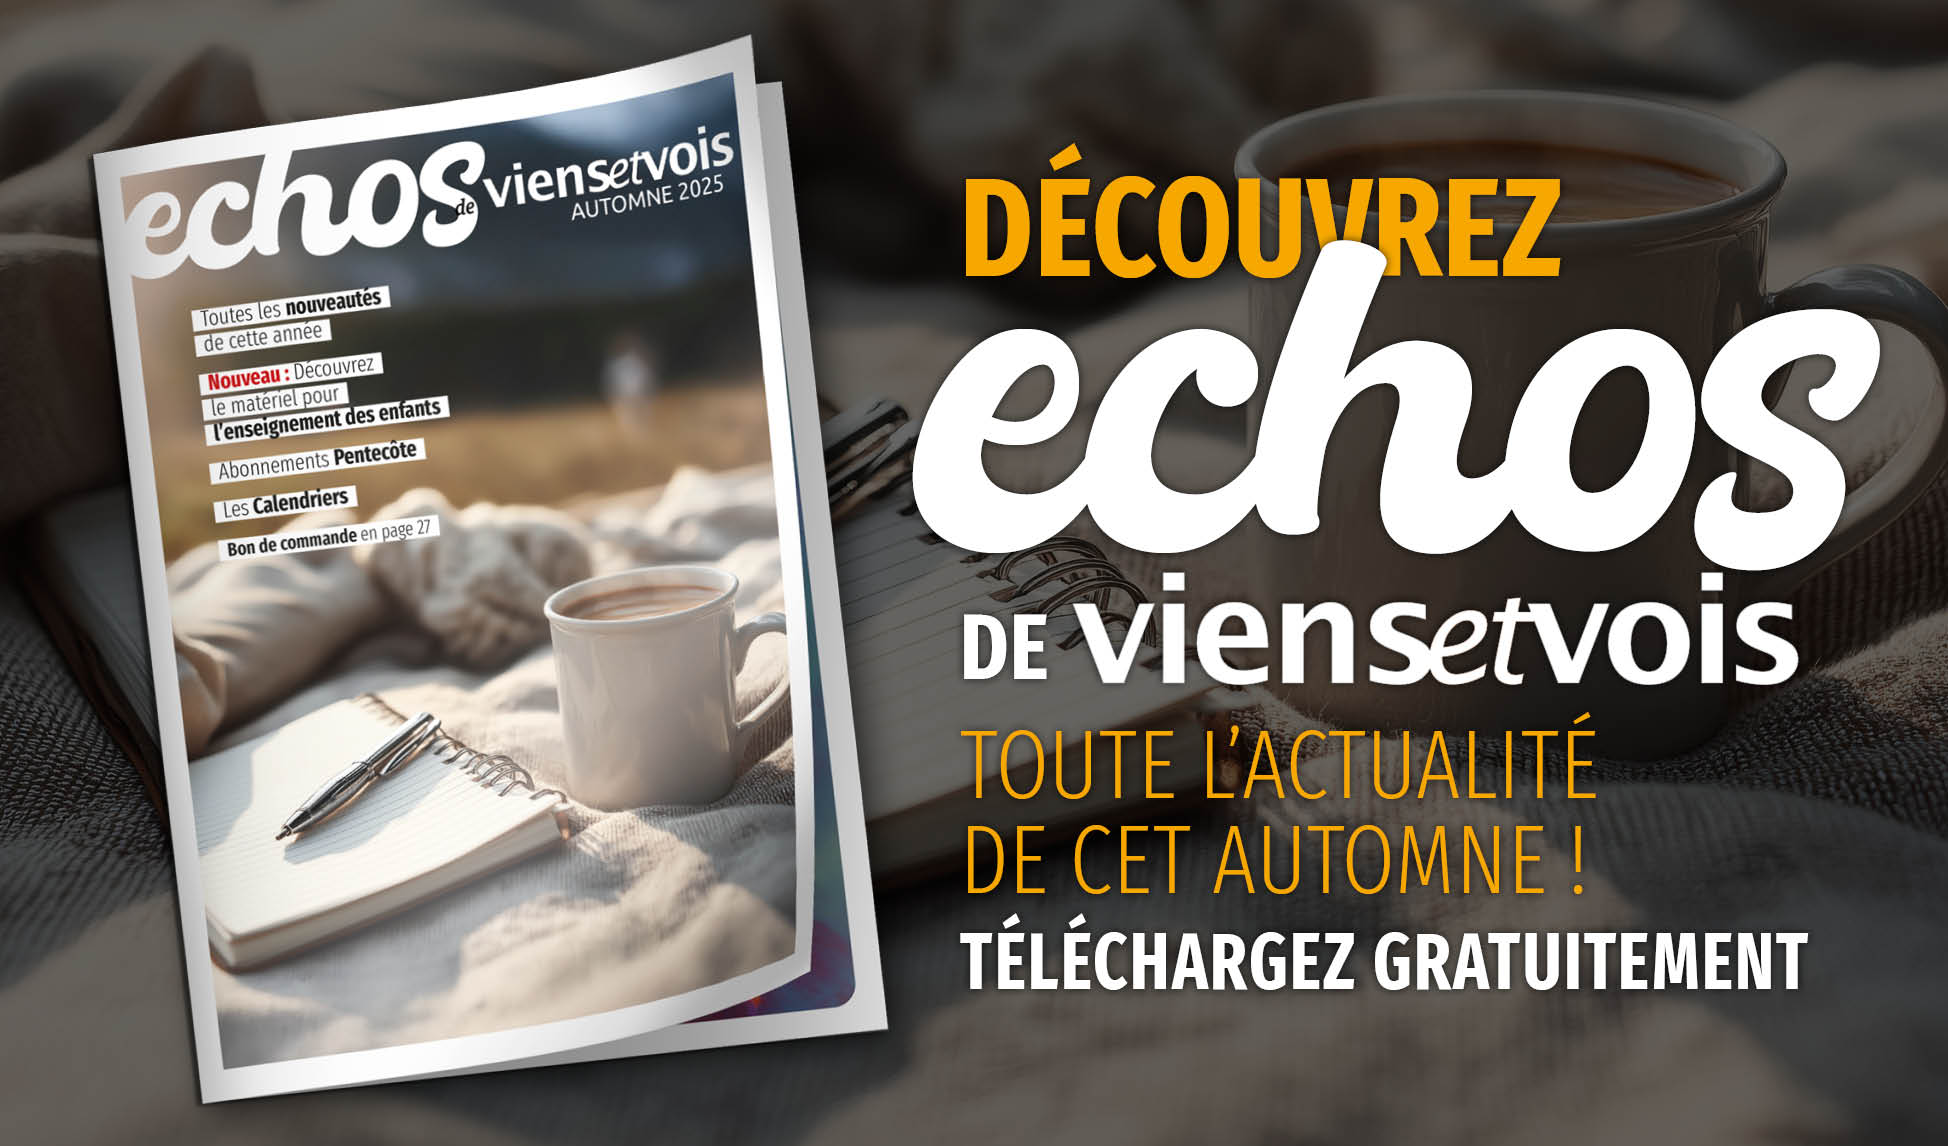 echos de viensetvois
AUTOMNE 2025
Toutes les nouveautés
de cette année
Nouveau : Découvrez
le matériel pour
l'enseignement des enfants
Abonnements Pentecôte
Les Calendriers
Bon de commande en page 27
DÉCOUVREZ
echos
DE viensetvois
TOUTE L'ACTUALITÉ
DE CET AUTOMNE !
TÉLÉCHARGEZ GRATUITEMENT